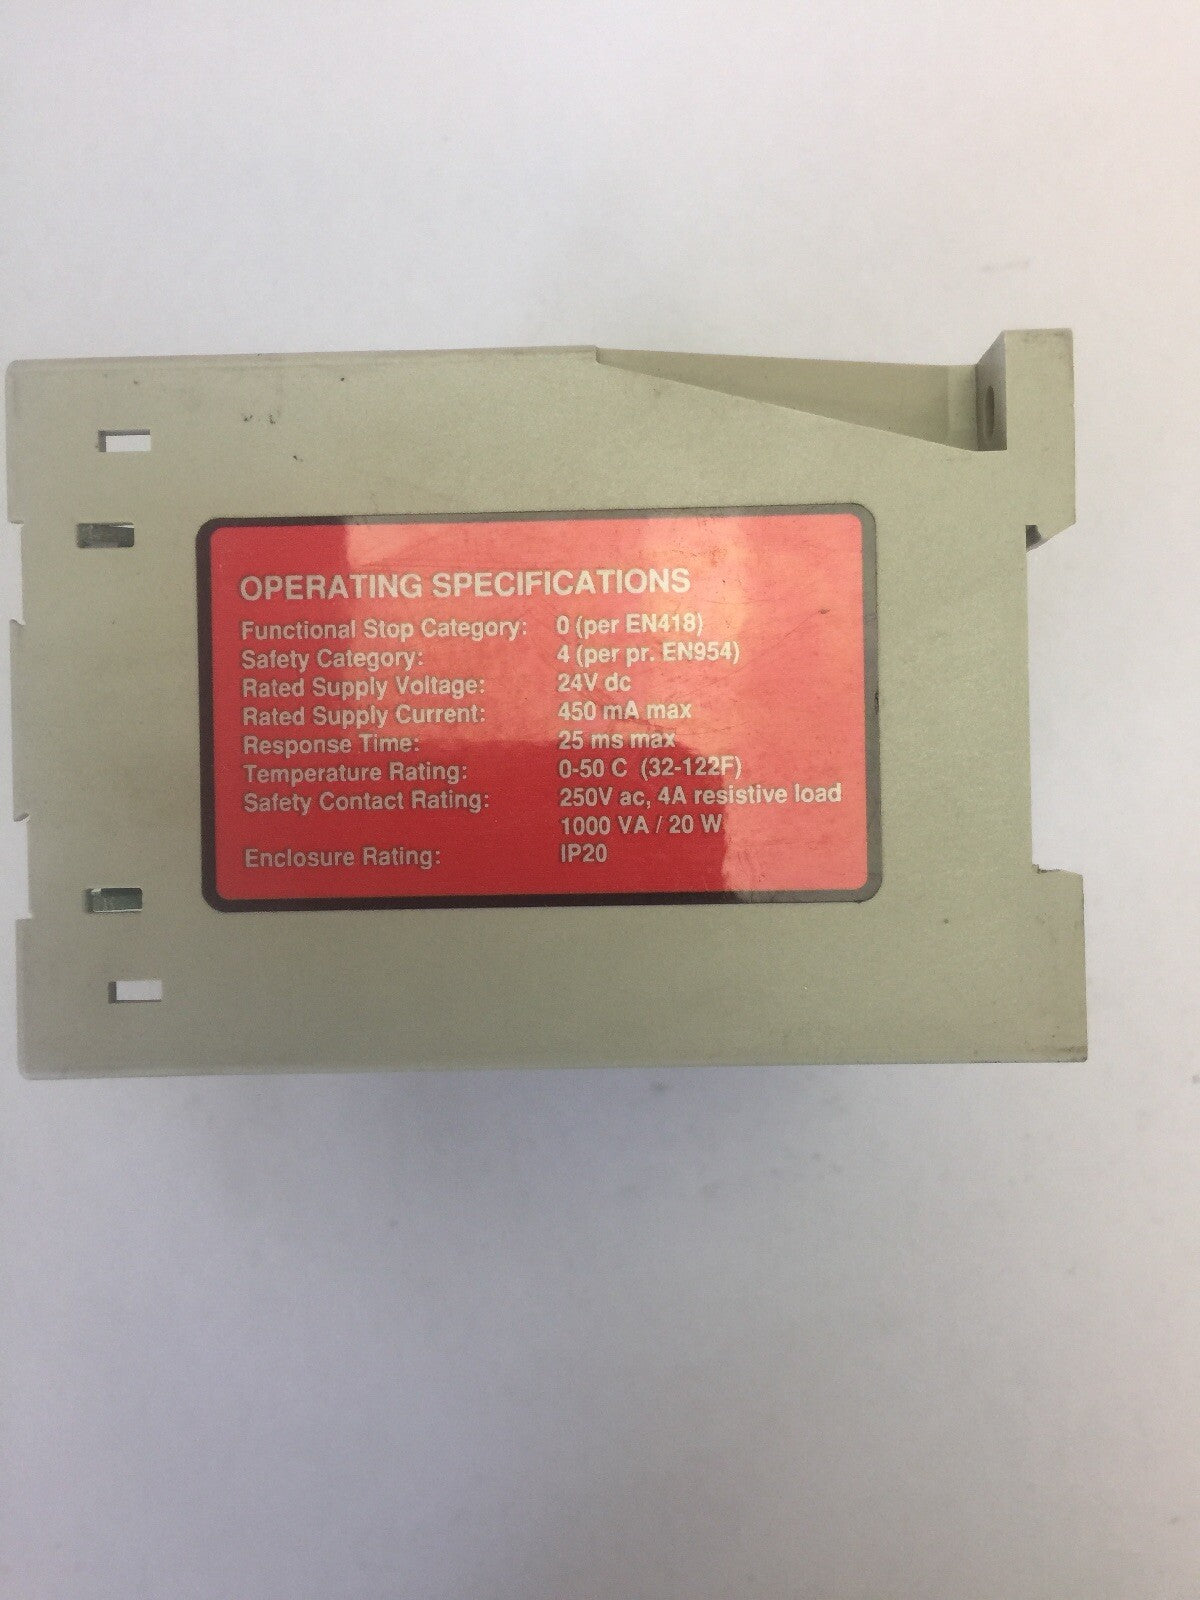 OPERATING SPECIFICATIONS
Functional Stop Category: 0 (per EN418)
Safety Category: 4 (per pr. EN954)
Rated Supply Voltage: 24V dc
Rated Supply Current: 450 mA max
Response Time: 25 ms max
Temperature Rating: 0-50 C (32-122F)
Safety Contact Rating: 250V ac, 4A resistive load
1000 VA / 20 W
Enclosure Rating: IP20